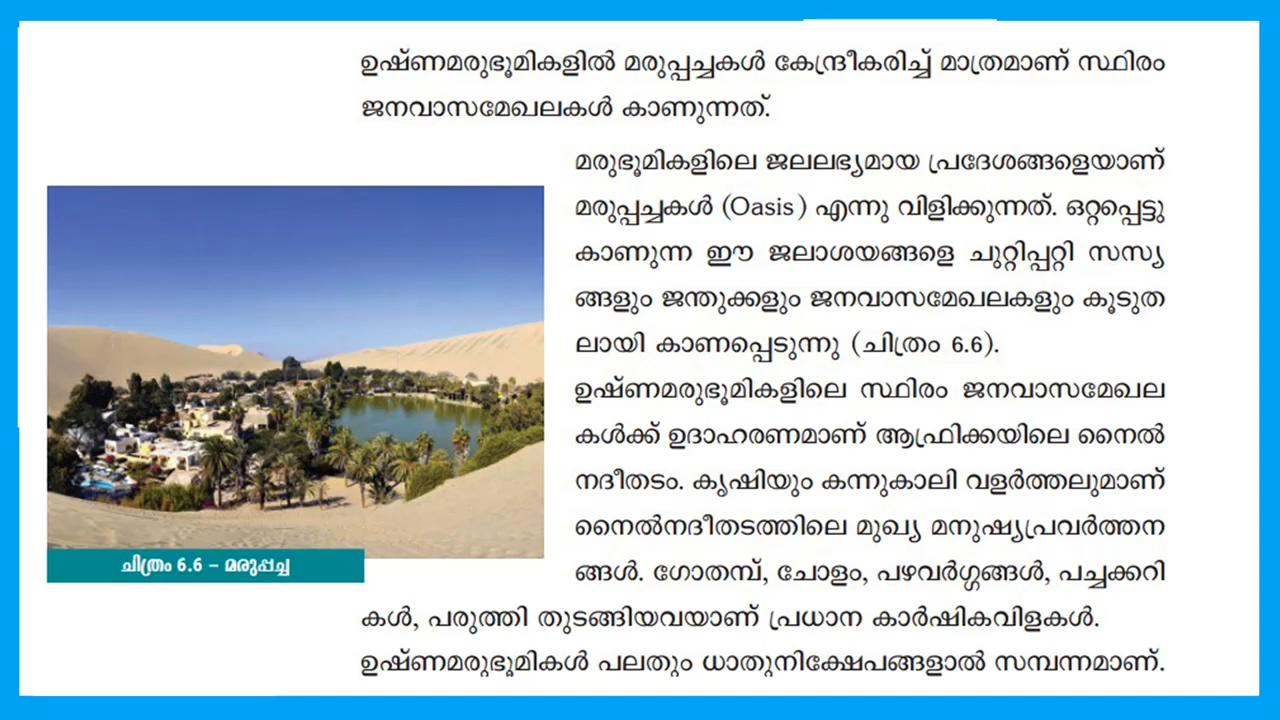 ഉഷ്ണമരുഭൂമികളിൽ മരുപ്പച്ചകൾ കേന്ദ്രീകരിച്ച് മാത്രമാണ് സ്ഥിരം
ജനവാസമേഖലകൾ കാണുന്നത്.
മരുഭൂമികളിലെ ജലലഭ്യമായ പ്രദേശങ്ങളെയാണ്
മരുപ്പച്ചകൾ (Oasis) എന്നു വിളിക്കുന്നത്. ഒറ്റപ്പെട്ടു
കാണുന്ന ഈ ജലാശയങ്ങളെ ചുറ്റിപ്പറ്റി സസ്യ
ങ്ങളും ജന്തുക്കളും ജനവാസമേഖലകളും കൂടുത
ലായി കാണപ്പെടുന്നു (ചിത്രം 6.6).
ഉഷ്ണമരുഭൂമികളിലെ സ്ഥിരം ജനവാസമേഖല
കൾക്ക് ഉദാഹരണമാണ് ആഫ്രിക്കയിലെ നൈൽ
നദീതടം. കൃഷിയും കന്നുകാലി വളർത്തലുമാണ്
നൈൽനദീതടത്തിലെ മുഖ്യ മനുഷ്യപ്രവർത്തന
ങ്ങൾ. ഗോതമ്പ്, ചോളം, പഴവർഗ്ഗങ്ങൾ, പച്ചക്കറി
കൾ, പരുത്തി തുടങ്ങിയവയാണ് പ്രധാന കാർഷികവിളകൾ.
ഉഷ്ണമരുഭൂമികൾ പലതും ധാതുനിക്ഷേപങ്ങളാൽ സമ്പന്നമാണ്.
ചിത്രം 6.6 – മരുപ്പച്ച